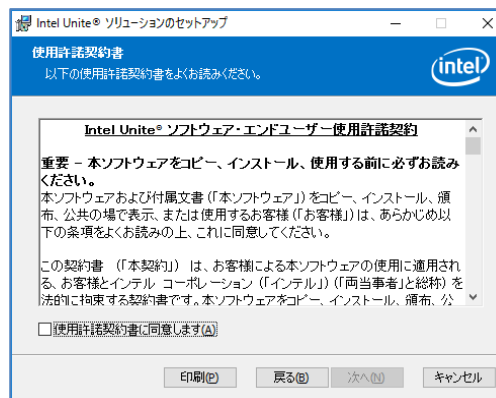 Intel Unite® ソリューションのセットアップ
使用許諾契約書
以下の使用許諾契約書をよくお読みください。
intel
Intel Unite® ソフトウェア・エンドユーザー使用許諾契約
重要 – 本ソフトウェアをコピー、インストール、使用する前に必ずお読み
ください。
本ソフトウェアおよび付属文書(「本ソフトウェア」)をコピー、インストール、頒
布、公共の場で表示、または使用するお客様(「お客様」)は、あらかじめ以
下の条項をよくお読みの上、これに同意してください。
この契約書 (「本契約」) は、お客様による本ソフトウェアの使用に適用され
る、お客様とインテル コーポレーション (「インテル」) (「両当事者」と総称) を
法的に拘束する契約書です。本ソフトウェアをコピー、インストール、頒布、公
使用許諾契約書に同意します(A)
印刷(P)
戻る(B)
次へ(N)
キャンセル